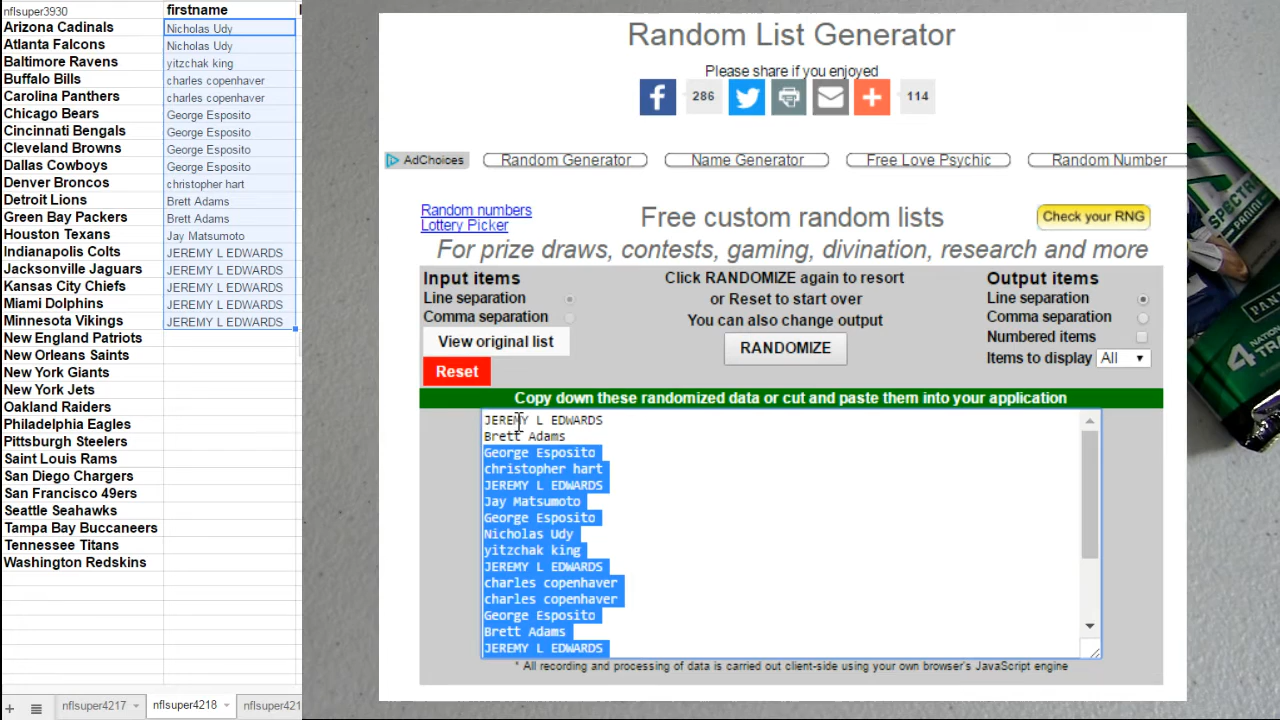 nflsuper3930 firstname
Arizona Cadinals Nicholas Udy
Atlanta Falcons Nicholas Udy
Baltimore Ravens yitzchak king
Buffalo Bills charles copenhaver
Carolina Panthers charles copenhaver
Chicago Bears George Esposito
Cincinnati Bengals George Esposito
Cleveland Browns George Esposito
Dallas Cowboys George Esposito
Denver Broncos christopher hart
Detroit Lions Brett Adams
Green Bay Packers Brett Adams
Houston Texans Jay Matsumoto
Indianapolis Colts JEREMY L EDWARDS
Jacksonville Jaguars JEREMY L EDWARDS
Kansas City Chiefs JEREMY L EDWARDS
Miami Dolphins JEREMY L EDWARDS
Minnesota Vikings JEREMY L EDWARDS
New England Patriots
New Orleans Saints
New York Giants
New York Jets
Oakland Raiders
Philadelphia Eagles
Pittsburgh Steelers
Saint Louis Rams
San Diego Chargers
San Francisco 49ers
Seattle Seahawks
Tampa Bay Buccaneers
Tennessee Titans
Washington Redskins
nflsuper4217 nflsuper4218 nflsuper421
Random List Generator
Please share if you enjoyed
286 114
AdChoices Random Generator Name Generator Free Love Psychic Random Number
Random numbers
Lottery Picker
Free custom random lists
Check your RNG
For prize draws, contests, gaming, divination, research and more
Input items
Line separation
Comma separation
View original list
Reset
Click RANDOMIZE again to resort
or Reset to start over
You can also change output
RANDOMIZE
Output items
Line separation
Comma separation
Numbered items
Items to display All
Copy down these randomized data or cut and paste them into your application
JEREMY L EDWARDS
Brett Adams
George Esposito
christopher hart
JEREMY L EDWARDS
Jay Matsumoto
George Esposito
Nicholas Udy
yitzchak king
JEREMY L EDWARDS
charles copenhaver
charles copenhaver
George Esposito
Brett Adams
JEREMY L EDWARDS
* All recording and processing of data is carried out client-side using your own browser's JavaScript engine
SPECTR
PANINI
4 NATION